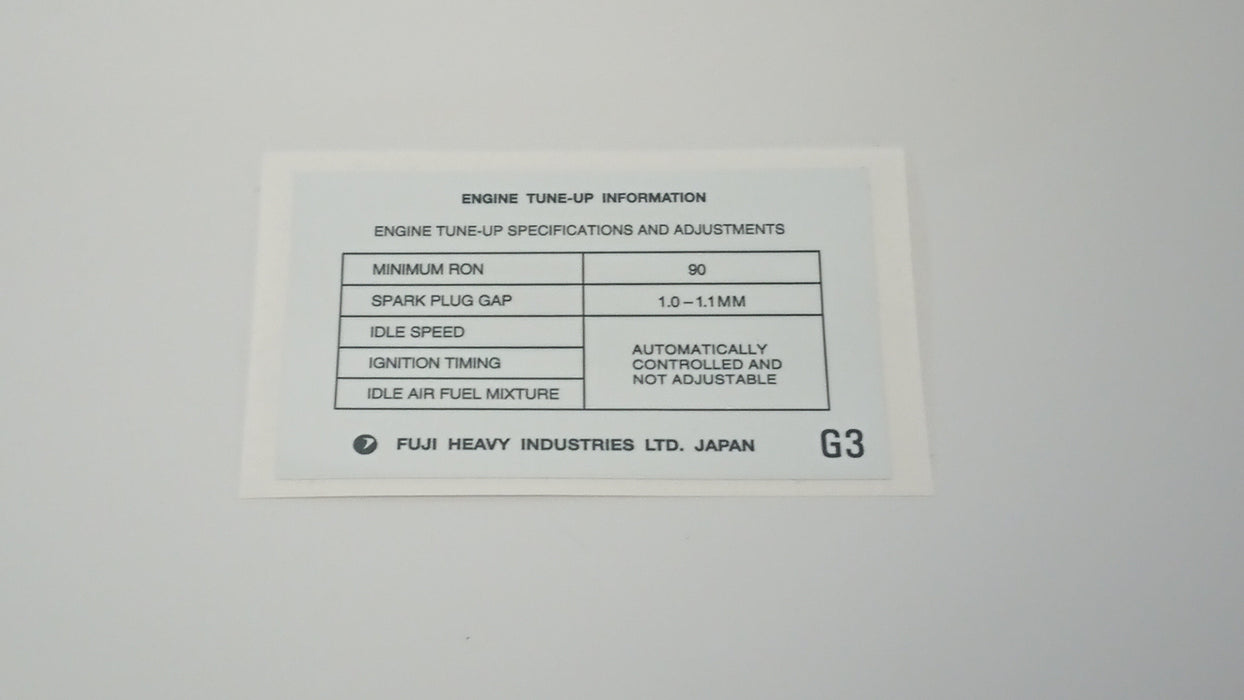 ENGINE TUNE-UP INFORMATION
ENGINE TUNE-UP SPECIFICATIONS AND ADJUSTMENTS
MINIMUM RON 90
SPARK PLUG GAP 1.0–1.1MM
IDLE SPEED
IGNITION TIMING
IDLE AIR FUEL MIXTURE
AUTOMATICALLY
CONTROLLED AND
NOT ADJUSTABLE
FUJI HEAVY INDUSTRIES LTD. JAPAN G3